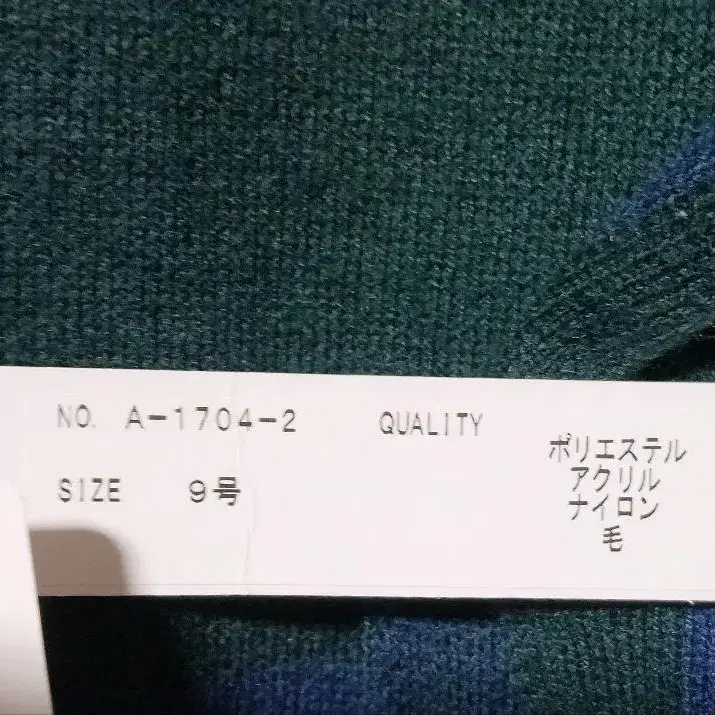 NO. A-1704-2 QUALITY
ポリエステル
アクリル
SIZE 9号
ナイロン
毛